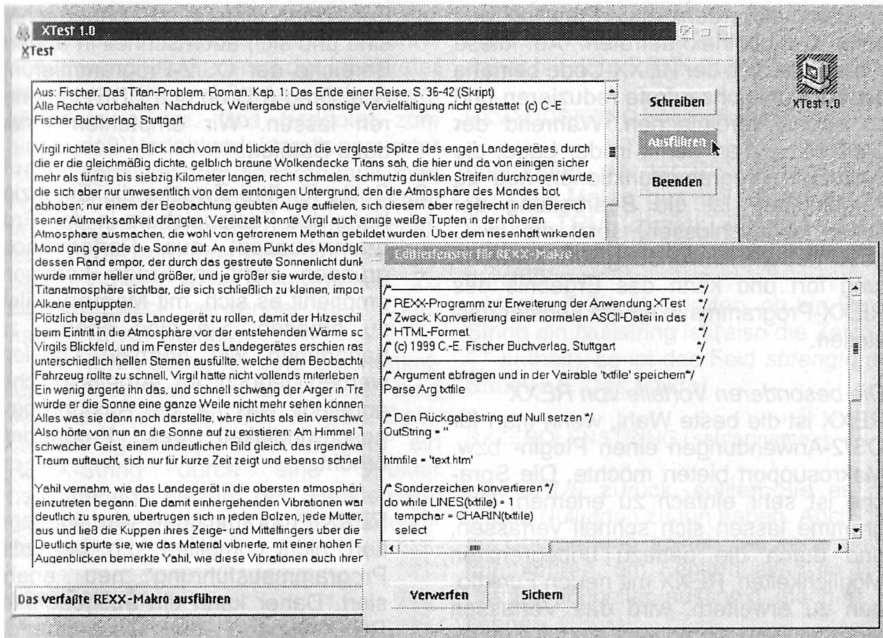 XTest 1.0
XTest
Aus: Fischer. Das Titan-Problem. Roman. Kap. 1: Das Ende einer Reise, S. 36-42 (Skript)
Alle Rechte vorbehalten. Nachdruck, Weitergabe und sonstige Vervielfältigung nicht gestattet (c) C.-E.
Fischer Buchverlag, Stuttgart
Virgil richtete seinen Blick nach vorn und blickte durch die verglaste Spitze des engen Landegerätes, durch
die er die gleichmäßig dichte, gelblich braune Wolkendecke Titans sah, die hier und da von einigen sicher
mehr als fünfzig bis siebzig Kilometer langen, recht schmalen, schmutzig dunklen Streifen durchzogen wurde,
die sich aber nur unwesentlich von dem eintönigen Untergrund, den die Atmosphäre des Mondes bot,
abhoben; nur einem der Beobachtung geübten Auge auffielen, sich diesem aber regelrecht in den Bereich
seiner Aufmerksamkeit drängten. Vereinzelt konnte Virgil auch einige weiße Tupfen in der höheren
Atmosphäre ausmachen, die wohl von gefrorenem Methan gebildet wurden. Über dem riesenhaft wirkenden
Mond ging gerade die Sonne auf. An einem Punkt des Mondglo
dessen Rand empor, der durch das gestreute Sonnenlicht dunk
wurde immer heller und größer, und je größer sie wurde, desto
Titanatmosphäre sichtbar, die sich schließlich zu kleinen, impos
Alkane entpuppten.
Plötzlich begann das Landegerät zu rollen, damit der Hitzeschil
beim Eintritt in die Atmosphäre vor der entstehenden Wärme sc
Virgils Blickfeld, und im Fenster des Landegerätes erschien ras
unterschiedlich hellen Sternen ausfüllte, welche dem Beobachte
Fahrzeug rollte zu schnell, Virgil hatte nicht vollends miterleben
Ein wenig ärgerte ihn das, und schnell schwang der Ärger in Tra
würde er die Sonne eine ganze Weile nicht mehr sehen können
Alles was sie dann noch darstellte, wäre nichts als ein verschwo
Also hörte von nun an die Sonne auf zu existieren: Am Himmel T
schwacher Geist, einem undeutlichen Bild gleich, das irgendwa
Traum auftaucht, sich nur für kurze Zeit zeigt und ebenso schnel
Yahil vernahm, wie das Landegerät in die obersten atmosphäri
einzutreten begann. Die damit einhergehenden Vibrationen war
deutlich zu spüren, übertrugen sich in jeden Bolzen, jede Mutter,
aus und ließ die Kuppen ihres Zeige- und Mittelfingers über die
Deutlich spürte sie, wie das Material vibrierte, mit einer hohen F
Augenblicken bemerkte Yahil, wie diese Vibrationen auch ihrer
Das verfaßte REXX-Makro ausführen
Schreiben
Ausführen
Beenden
XTest 1.0
Editierfenster für REXX-Makro
/*----------*/
/* REXX-Programm zur Erweiterung der Anwendung XTest */
/* Zweck: Konvertierung einer normalen ASCI-Datei in das */
/* HTML-Format. */
/* (c) 1999 C.-E. Fischer Buchverlag, Stuttgart */
/* Argument abfragen und in der Vairable 'txtfile' speichern*/
Parse Arg txtfile
/* Den Rückgabestring auf Null setzen */
OutString = ''
htmfile = 'text.htm'
/* Sonderzeichen konvertieren */
do while LINES(txtfile) = 1
tempchar = CHARIN(txtfile)
select
Verwerfen
Sichern